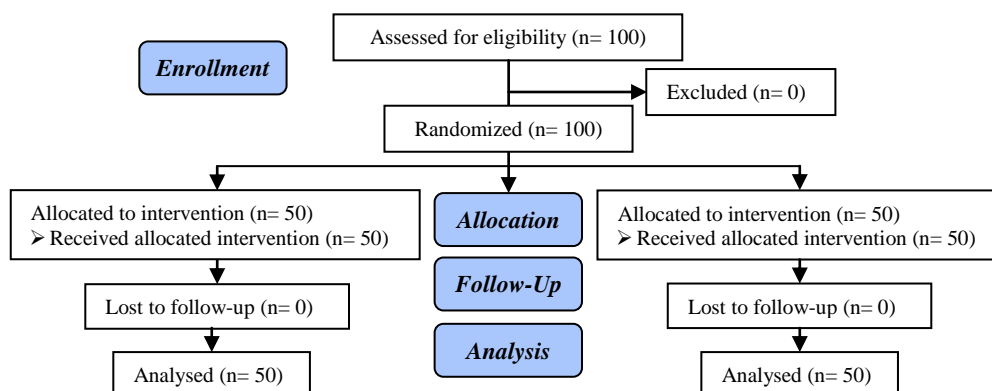 Assessed for eligibility (n= 100)
Enrollment
Excluded (n= 0)
Randomized (n= 100)
Allocated to intervention (n= 50)
➢ Received allocated intervention (n= 50)
Allocation
Allocated to intervention (n= 50)
➢ Received allocated intervention (n= 50)
Follow-Up
Lost to follow-up (n= 0)
Lost to follow-up (n= 0)
Analysis
Analysed (n= 50)
Analysed (n= 50)